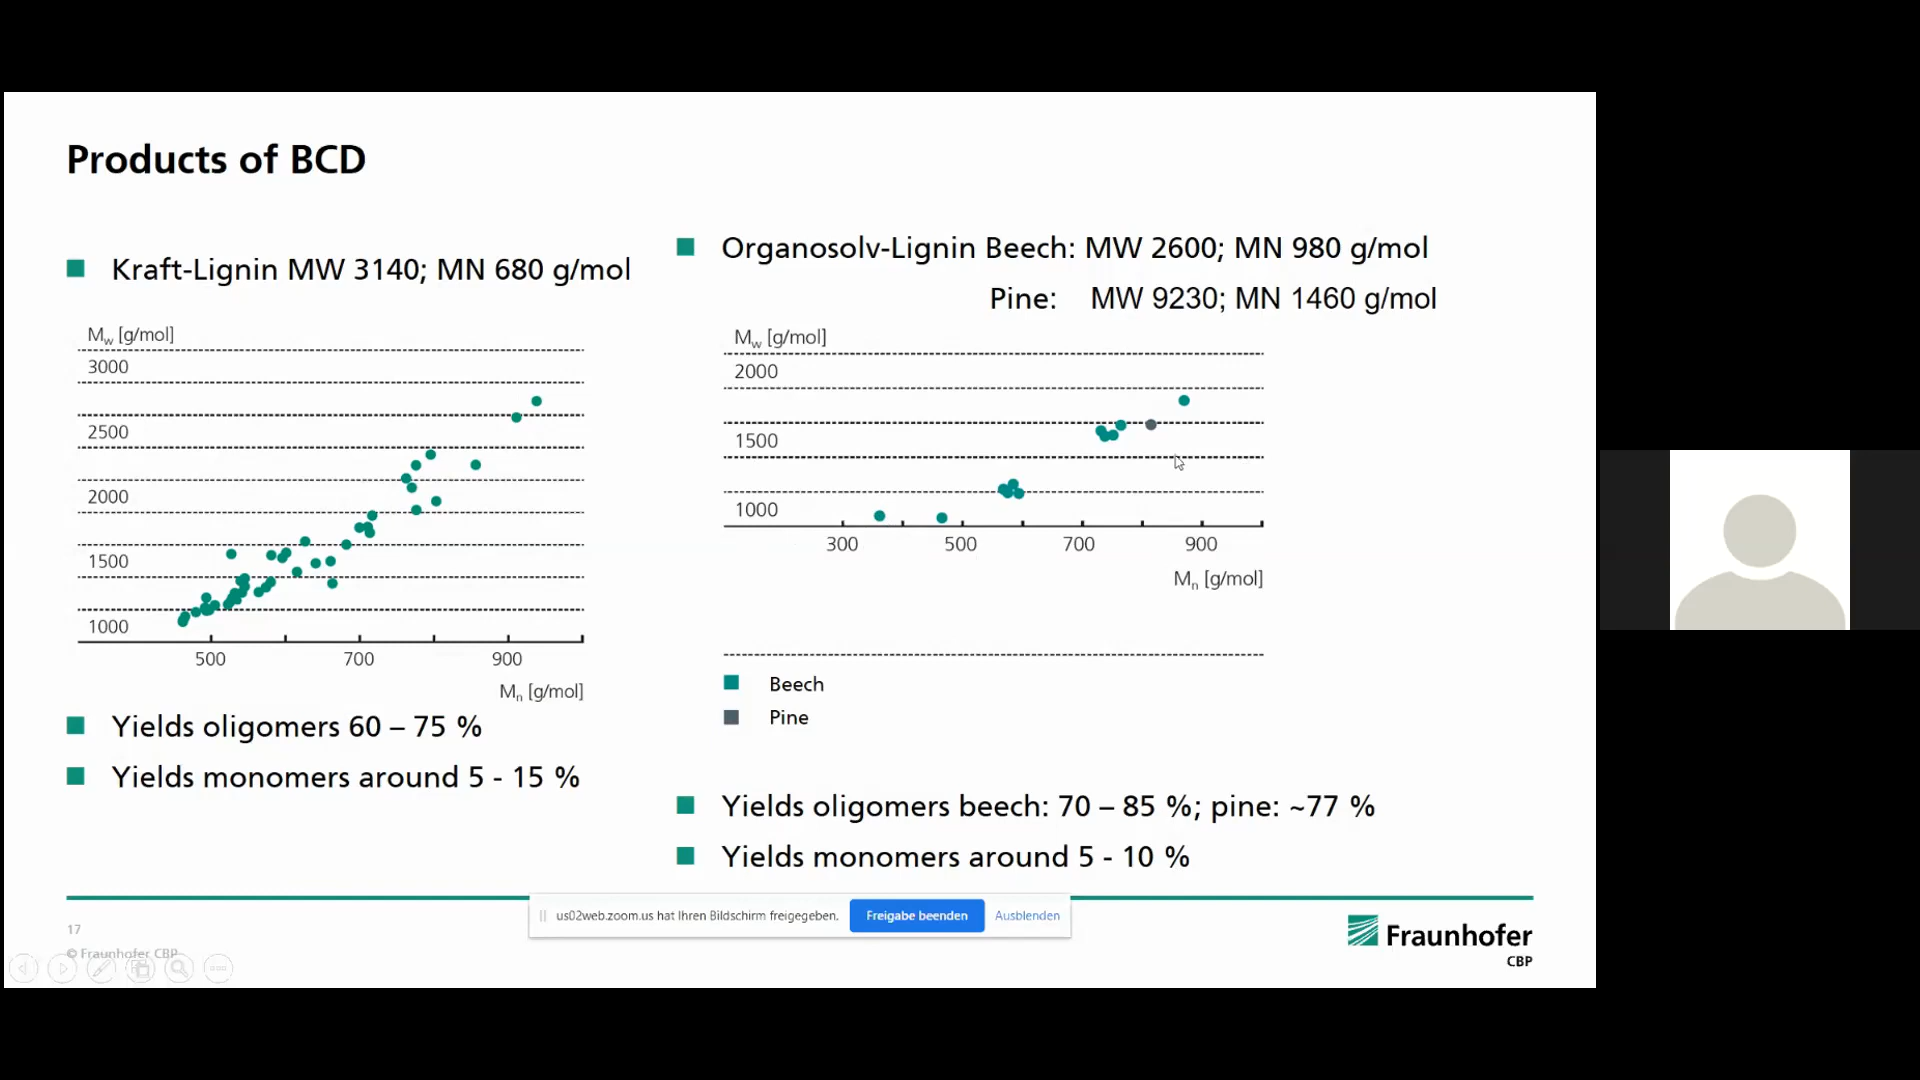 Products of BCD
Kraft-Lignin MW 3140; MN 680 g/mol
Mw [g/mol]
3000
2500
2000
1500
1000
500 700 900
Mn [g/mol]
Yields oligomers 60 – 75 %
Yields monomers around 5 - 15 %
Organosolv-Lignin Beech: MW 2600; MN 980 g/mol
Pine: MW 9230; MN 1460 g/mol
Mw [g/mol]
2000
1500
1000
300 500 700 900
Mn [g/mol]
Beech
Pine
Yields oligomers beech: 70 – 85 %; pine: ~77 %
Yields monomers around 5 - 10 %
us02web.zoom.us hat Ihren Bildschirm freigegeben. Freigabe beenden Ausblenden
17
© Fraunhofer CBP
Fraunhofer
CBP